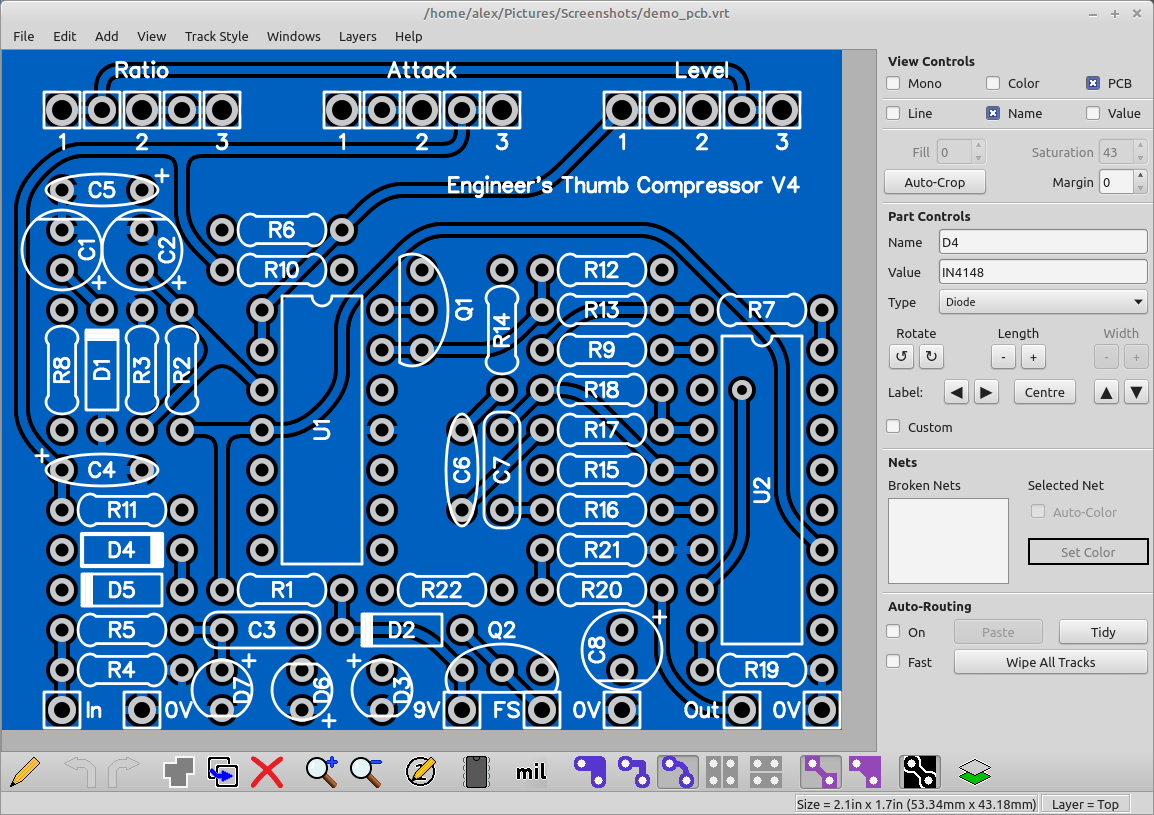 /home/alex/Pictures/Screenshots/demo_pcb.vrt
File Edit Add View Track Style Windows Layers Help
Ratio Attack Level
1 2 3 1 2 3 1 2 3
Engineer's Thumb Compressor V4
C5 +
C1 C2 + +
R6
R10
Q1
R12
R13
R14
R7
R9
R8 D1 R3 R2
R18
U1
R17
C4 +
C6 C7
R15
U2
R11
R16
D4
R21
D5 R1 R22 R20
R5 C3 D2 Q2 C8 +
R4 D7 + D6 + D3 + R19
In 0V 9V FS 0V Out 0V
View Controls
Mono Color PCB
Line Name Value
Fill 0 Saturation 43
Auto-Crop Margin 0
Part Controls
Name D4
Value IN4148
Type Diode
Rotate Length Width
↺ ↻ - + - +
Label: ◀ ▶ Centre ▲ ▼
Custom
Nets
Broken Nets Selected Net
Auto-Color
Set Color
Auto-Routing
On Paste Tidy
Fast Wipe All Tracks
mil
Size = 2.1in x 1.7in (53.34mm x 43.18mm) Layer = Top